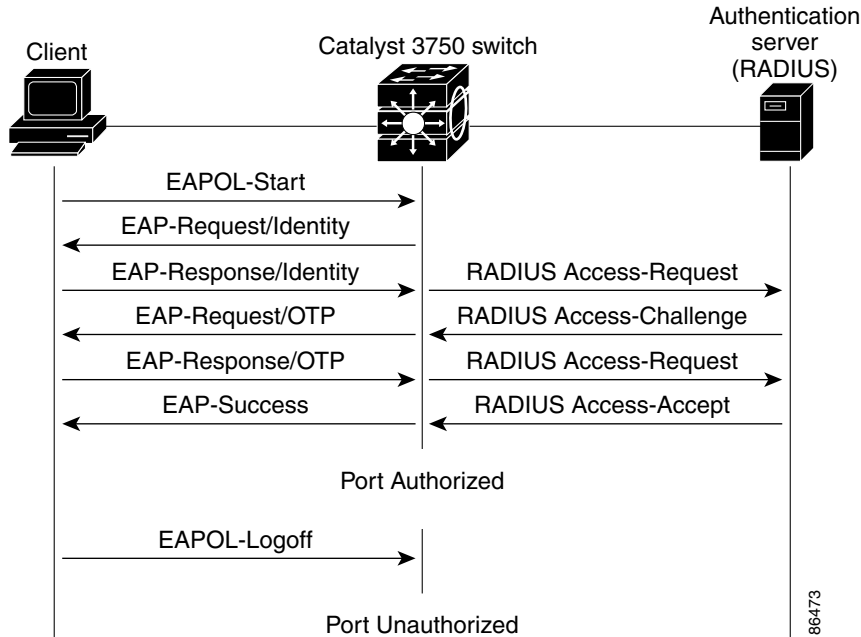 Authentication
server
(RADIUS)
Client
Catalyst 3750 switch
EAPOL-Start
EAP-Request/Identity
EAP-Response/Identity
RADIUS Access-Request
EAP-Request/OTP
RADIUS Access-Challenge
EAP-Response/OTP
RADIUS Access-Request
EAP-Success
RADIUS Access-Accept
Port Authorized
EAPOL-Logoff
Port Unauthorized
86473